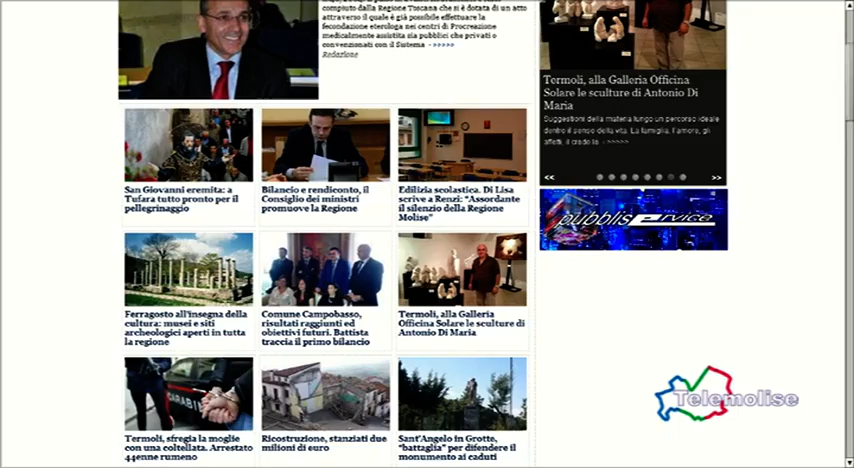 compiuto dalla Regione Toscana che si è dotata di un atto
attraverso il quale è già possibile effettuare la
fecondazione eterologa nei centri di Procreazione
medicalmente assistita sia pubblici che privati o
convenzionati con il Sistema - >>>>>
Redazione
San Giovanni eremita: a
Tufara tutto pronto per il
pellegrinaggio
Bilancio e rendiconto, il
Consiglio dei ministri
promuove la Regione
Edilizia scolastica. Di Lisa
scrive a Renzi: "Assordante
il silenzio della Regione
Molise"
Ferragosto all'insegna della
cultura: musei e siti
archeologici aperti in tutta
la regione
Comune Campobasso,
risultati raggiunti ed
obiettivi futuri. Battista
traccia il primo bilancio
Termoli, alla Galleria
Officina Solare le sculture di
Antonio Di Maria
CARABI
Termoli, sfregia la moglie
con una coltellata. Arrestato
44enne rumeno
Ricostruzione, stanziati due
milioni di euro
Sant'Angelo in Grotte,
"battaglia" per difendere il
monumento ai caduti
Termoli, alla Galleria Officina
Solare le sculture di Antonio Di
Maria
Suggestioni della materia lungo un percorso ideale
dentro il senso della vita. La famiglia, l'amore, gli
affetti, il credo le - >>>>>
<< >>
pubbliservice
Telemolise